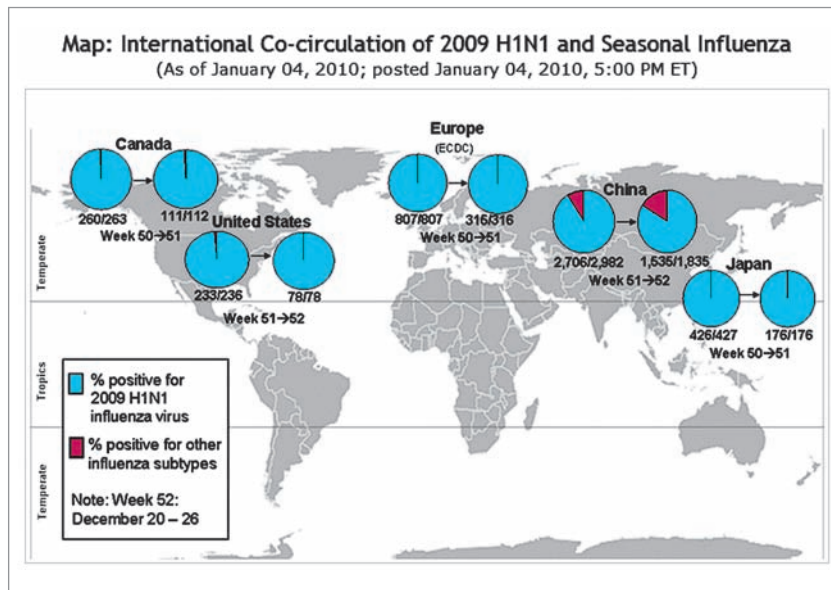 Map: International Co-circulation of 2009 H1N1 and Seasonal Influenza
(As of January 04, 2010; posted January 04, 2010, 5:00 PM ET)
Canada
260/263
111/112
Week 50→51
United States
233/236
78/78
Week 51→52
Europe
(ECDC)
807/807
316/316
Week 50→51
China
2,706/2,982
1,535/1,835
Week 51→52
Japan
426/427
176/176
Week 50→51
Temperate
Tropics
Temperate
% positive for
2009 H1N1
influenza virus
% positive for other
influenza subtypes
Note: Week 52:
December 20 – 26